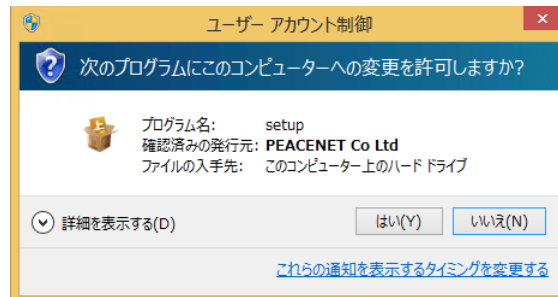 ユーザー アカウント制御
次のプログラムにこのコンピューターへの変更を許可しますか?
プログラム名: setup
確認済みの発行元: PEACENET Co Ltd
ファイルの入手先: このコンピューター上のハード ドライブ
詳細を表示する(D) はい(Y) いいえ(N)
これらの通知を表示するタイミングを変更する